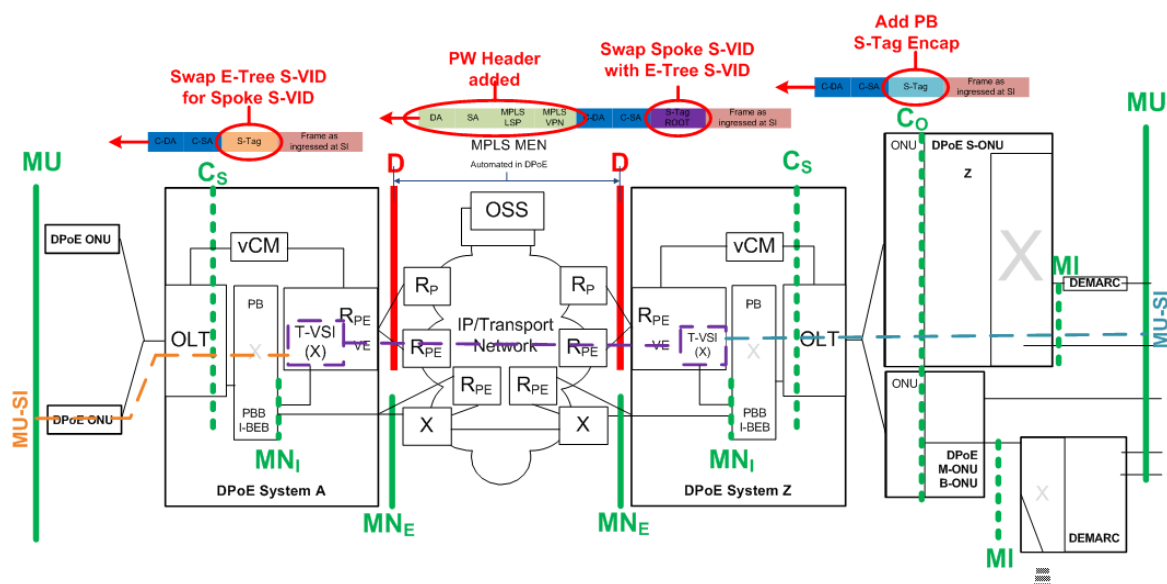 Add PB
S-Tag Encap
Swap Spoke S-VID
with E-Tree S-VID
PW Header
added
Swap E-Tree S-VID
for Spoke S-VID
C-DA C-SA S-Tag Frame as
ingressed at SI
DA SA MPLS
LSP MPLS
VPN C-DA C-SA S-Tag
ROOT Frame as
ingressed at SI
C-DA C-SA S-Tag Frame as
ingressed at SI
MPLS MEN
Automated in DPoE
MU
CS
D
D
CS
CO
MU
DPoE ONU
vCM
OLT
PB
X
T-VSI
(X)
RPE
VE
PBB
I-BEB
MNI
DPoE System A
MNE
DPoE ONU
MU-SI
OSS
RP
RP
IP/Transport
Network
RPE
RPE
RPE
RPE
X
X
vCM
RPE
VE
T-VSI
(X)
PB
X
OLT
PBB
I-BEB
MNI
DPoE System Z
MNE
ONU
DPoE S-ONU
Z
X
MI
DEMARC
MU-SI
ONU
DPoE
M-ONU
B-ONU
MI
X
DEMARC